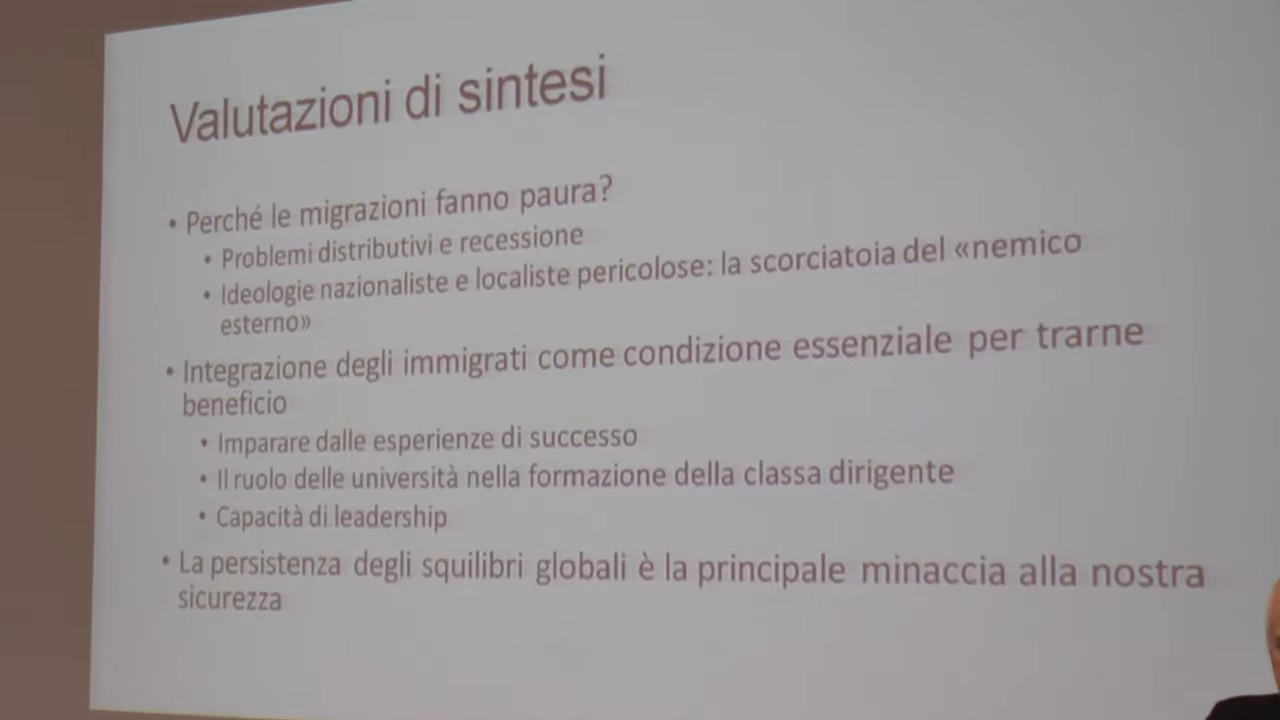 Valutazioni di sintesi
• Perché le migrazioni fanno paura?
• Problemi distributivi e recessione
• Ideologie nazionaliste e localiste pericolose: la scorciatoia del «nemico
esterno»
• Integrazione degli immigrati come condizione essenziale per trarne
beneficio
• Imparare dalle esperienze di successo
• Il ruolo delle università nella formazione della classa dirigente
• Capacità di leadership
• La persistenza degli squilibri globali è la principale minaccia alla nostra
sicurezza